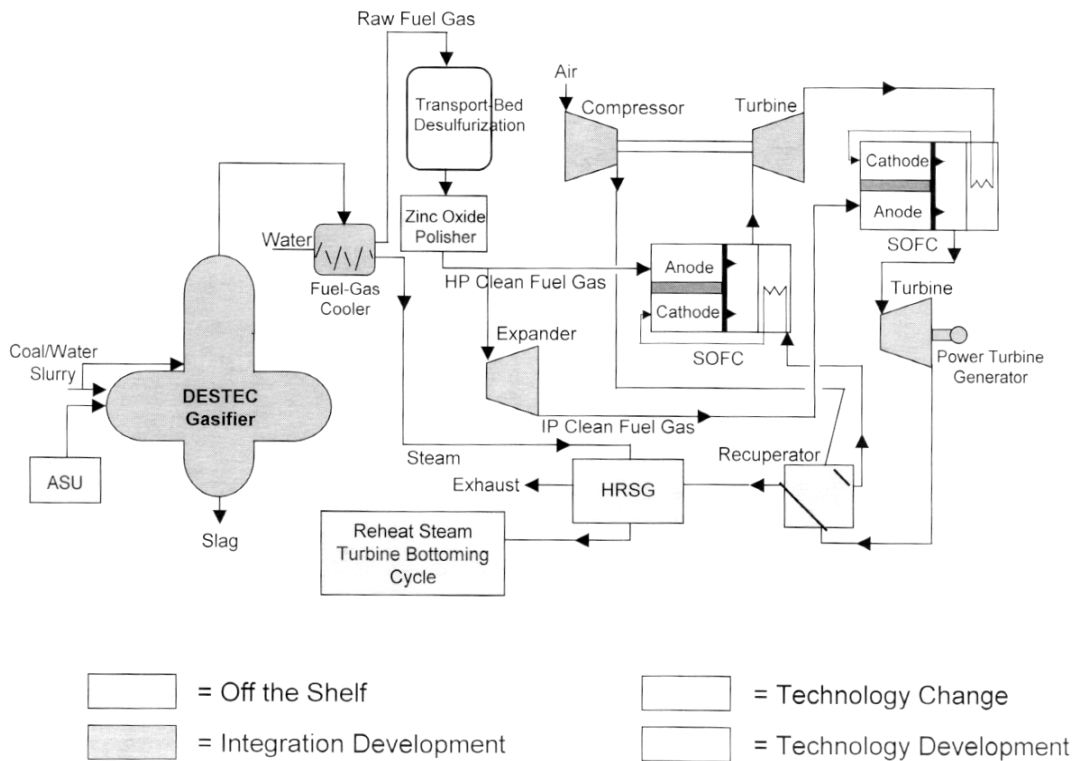 Raw Fuel Gas
Transport-Bed
Desulfurization
Air
Compressor
Turbine
Cathode
Anode
SOFC
Zinc Oxide
Polisher
Water
Fuel-Gas
Cooler
HP Clean Fuel Gas
Anode
Cathode
SOFC
Turbine
Power Turbine
Generator
Expander
IP Clean Fuel Gas
Coal/Water
Slurry
DESTEC
Gasifier
ASU
Slag
Steam
Recuperator
Exhaust
HRSG
Reheat Steam
Turbine Bottoming
Cycle
= Off the Shelf
= Technology Change
= Integration Development
= Technology Development